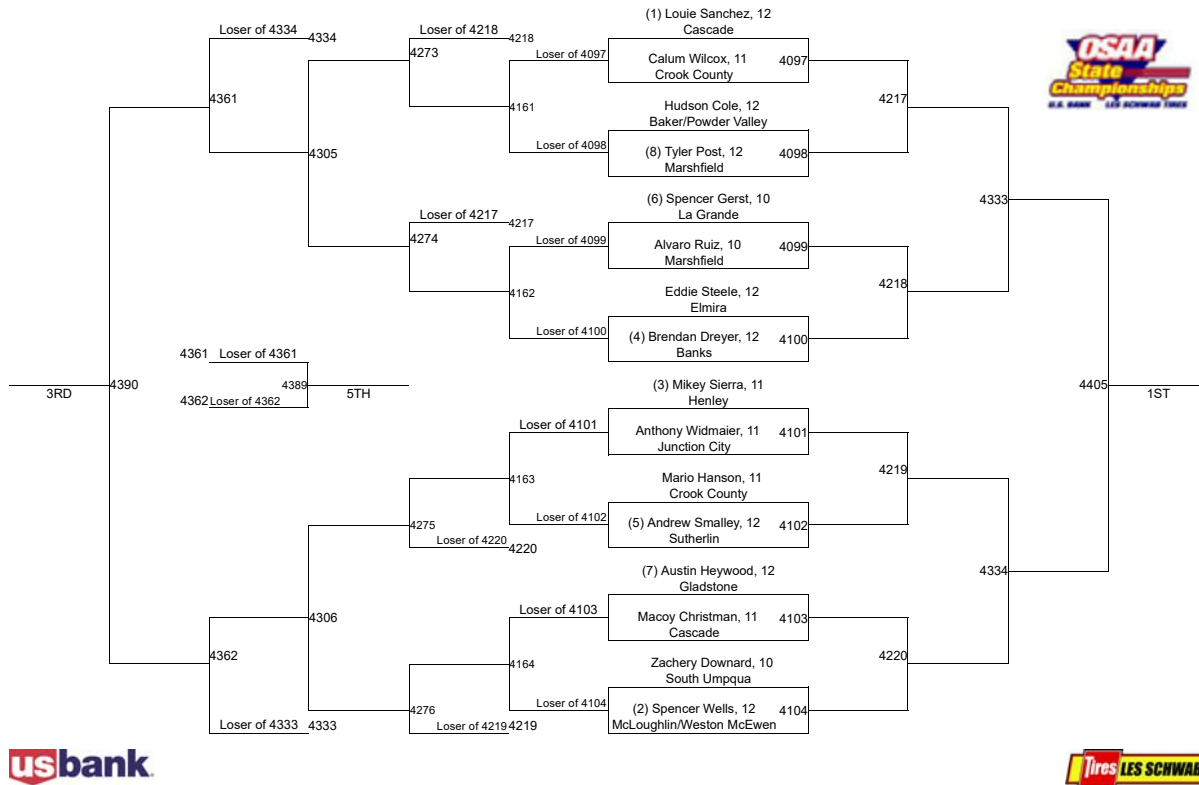 (1) Louie Sanchez, 12
Cascade
Loser of 4334
4334
Loser of 4218
4218
4273
Loser of 4097
Calum Wilcox, 11
4097
Crook County
OSAA
State
Championships
U.S. BANK LES SCHWAB TIRES
4361
4161
Hudson Cole, 12
4217
Baker/Powder Valley
4305
Loser of 4098
(8) Tyler Post, 12
4098
Marshfield
(6) Spencer Gerst, 10
4333
La Grande
Loser of 4217
4217
4274
Loser of 4099
Alvaro Ruiz, 10
4099
Marshfield
4162
Eddie Steele, 12
4218
Elmira
Loser of 4100
(4) Brendan Dreyer, 12
4100
Banks
4361
Loser of 4361
4390
4389
3RD
5TH
4362
Loser of 4362
(3) Mikey Sierra, 11
Henley
4405
1ST
Loser of 4101
Anthony Widmaier, 11
4101
Junction City
4163
Mario Hanson, 11
4219
Crook County
4275
Loser of 4102
(5) Andrew Smalley, 12
4102
Sutherlin
Loser of 4220
4220
(7) Austin Heywood, 12
4334
Gladstone
4306
Loser of 4103
Macoy Christman, 11
4103
Cascade
4362
4164
Zachery Downard, 10
4220
South Umpqua
4276
Loser of 4104
(2) Spencer Wells, 12
4104
McLoughlin/Weston McEwen
Loser of 4333
4333
Loser of 4219
4219
usbank.
Tires LES SCHWAB